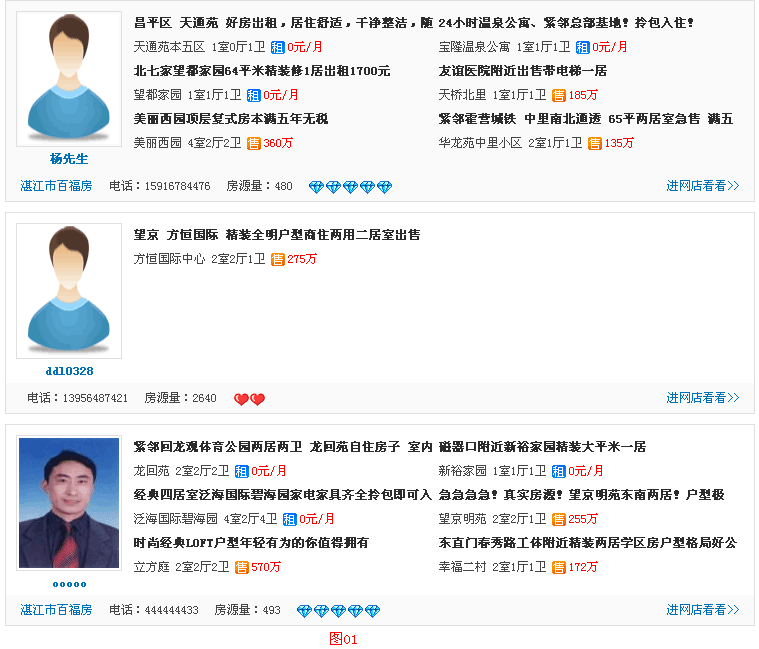 昌平区 天通苑 好房出租，居住舒适，干净整洁，随 24小时温泉公寓、紧邻总部基地！拎包入住！
天通苑本五区 1室0厅1卫 租 0元/月 宝隆温泉公寓 1室1厅1卫 租 0元/月
北七家望都家园64平米精装修1居出租1700元 友谊医院附近出售带电梯一居
望都家园 1室1厅1卫 租 0元/月 天桥北里 1室1厅1卫 售 185万
美丽西园顶层复式房本满五年无税 紧邻霍营城铁 中里南北通透 65平两居室急售 满五
美丽西园 4室2厅2卫 售 360万 华龙苑中里小区 2室1厅1卫 售 135万
杨先生
湛江市百福房 电话：15916784476 房源量：480 进网店看看>>
望京 方恒国际 精装全明户型商住两用二居室出售
方恒国际中心 2室2厅1卫 售 275万
dd10328
电话：13956487421 房源量：2640 进网店看看>>
紧邻回龙观体育公园两居两卫 龙回苑自住房子 室内 磁器口附近新裕家园精装大平米一居
龙回苑 2室2厅2卫 租 0元/月 新裕家园 1室1厅1卫 租 0元/月
经典四居室泛海国际碧海园家电家具齐全拎包即可入 急急急急！真实房源！望京明苑东南两居！户型极
泛海国际碧海园 4室2厅4卫 租 0元/月 望京明苑 2室2厅1卫 售 255万
时尚经典LOFT户型年轻有为的你值得拥有 东直门春秀路工体附近精装两居学区房户型格局好公
立方庭 2室2厅2卫 售 570万 幸福二村 2室1厅1卫 售 172万
ooooo
湛江市百福房 电话：444444433 房源量：493 进网店看看>>
图01